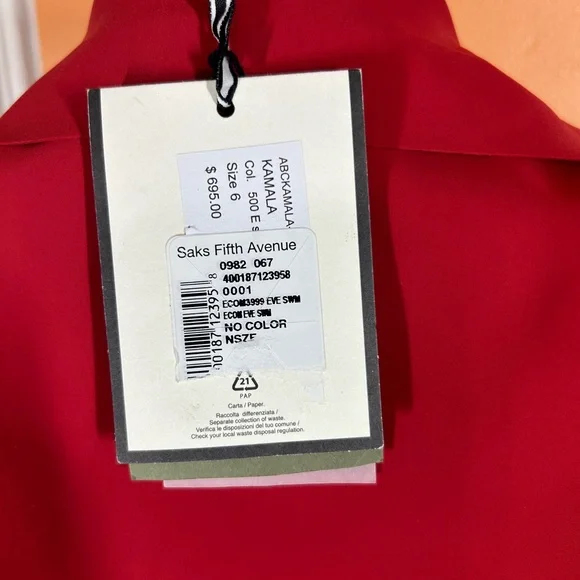 ABCKAMALA-
KAMALA
Col. 500 E s
Size 6
$ 695.00
Saks Fifth Avenue
0982 067
400187123958
0001
ECOM3999 EVE SWM
ECOM EVE SWM
NO COLOR
NSZE
00187123958
21
PAP
Carta / Paper.
Raccolta differenziata /
Separate collection of waste.
Verifica le disposizioni del tuo comune /
Check your local waste disposal regulation.